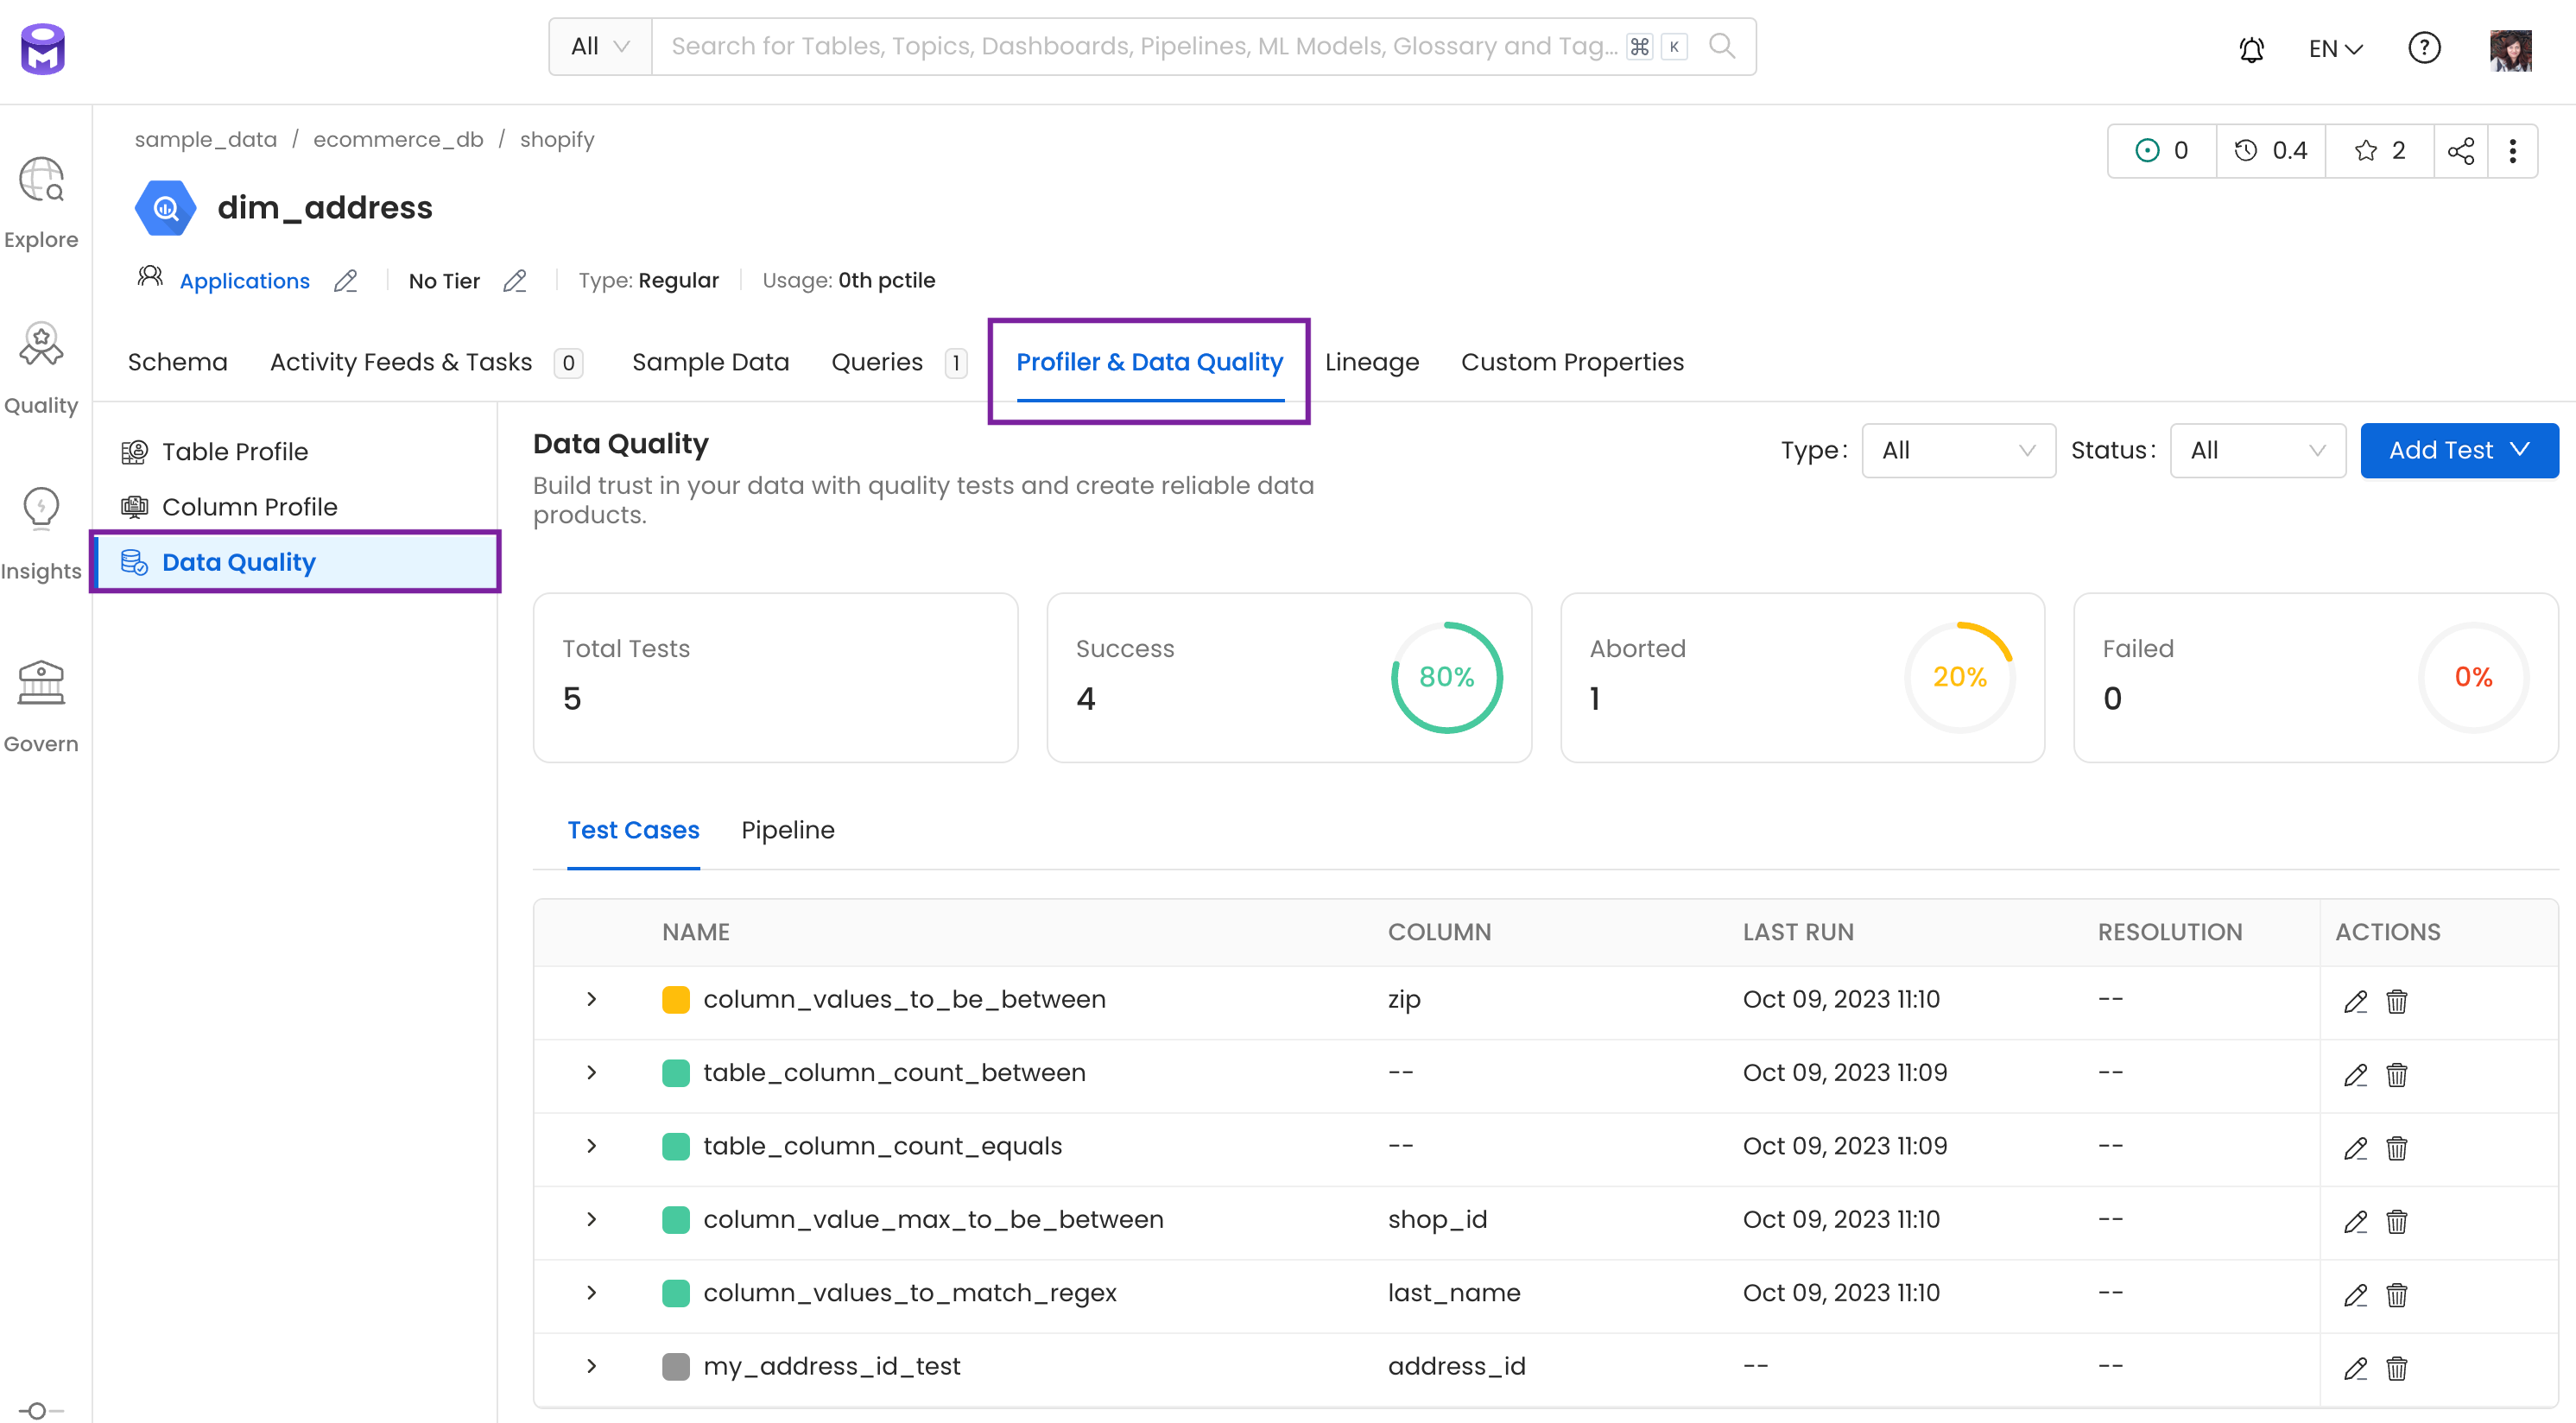 All
Search for Tables, Topics, Dashboards, Pipelines, ML Models, Glossary and Tag... ⌘ K
EN
sample_data / ecommerce_db / shopify
0 0.4 2
dim_address
Applications No Tier Type: Regular Usage: 0th pctile
Explore
Quality
Insights
Govern
Schema Activity Feeds & Tasks 0 Sample Data Queries 1 Profiler & Data Quality Lineage Custom Properties
Table Profile
Column Profile
Data Quality
Data Quality
Build trust in your data with quality tests and create reliable data
products.
Type: All Status: All Add Test
Total Tests
5
Success
4
80%
Aborted
1
20%
Failed
0
0%
Test Cases Pipeline
NAME COLUMN LAST RUN RESOLUTION ACTIONS
column_values_to_be_between zip Oct 09, 2023 11:10 --
table_column_count_between -- Oct 09, 2023 11:09 --
table_column_count_equals -- Oct 09, 2023 11:09 --
column_value_max_to_be_between shop_id Oct 09, 2023 11:10 --
column_values_to_match_regex last_name Oct 09, 2023 11:10 --
my_address_id_test address_id -- --